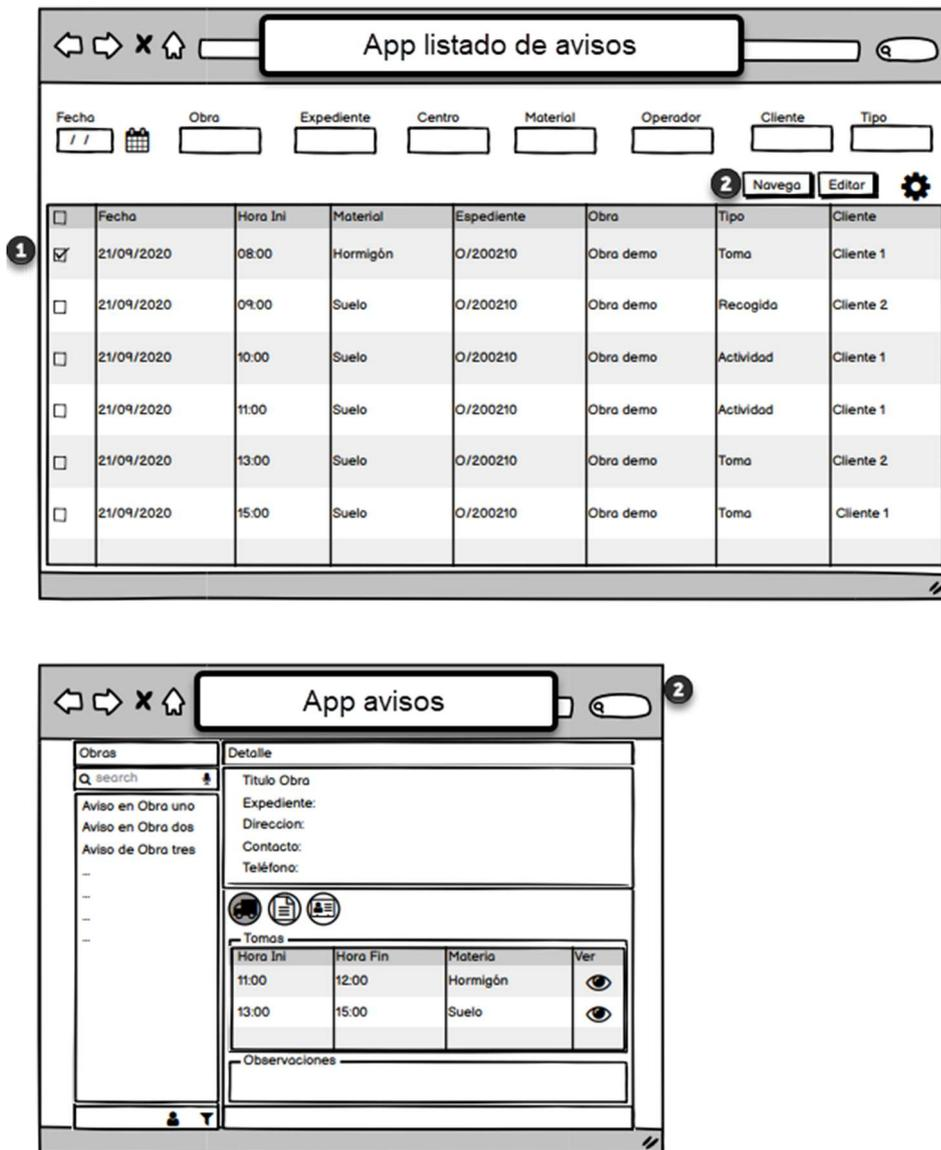 App listado de avisos
Fecha Obra Expediente Centro Material Operador Cliente Tipo
/ /
2 Navega Editar
Fecha Hora Ini Material Espediente Obra Tipo Cliente
1 21/09/2020 08:00 Hormigón O/200210 Obra demo Toma Cliente 1
21/09/2020 09:00 Suelo O/200210 Obra demo Recogida Cliente 2
21/09/2020 10:00 Suelo O/200210 Obra demo Actividad Cliente 1
21/09/2020 11:00 Suelo O/200210 Obra demo Actividad Cliente 1
21/09/2020 13:00 Suelo O/200210 Obra demo Toma Cliente 2
21/09/2020 15:00 Suelo O/200210 Obra demo Toma Cliente 1
App avisos
2
Obras
search
Aviso en Obra uno
Aviso en Obra dos
Aviso de Obra tres
...
...
...
...
Detalle
Titulo Obra
Expediente:
Direccion:
Contacto:
Teléfono:
Tomas
Hora Ini Hora Fin Materia Ver
11:00 12:00 Hormigón
13:00 15:00 Suelo
Observaciones